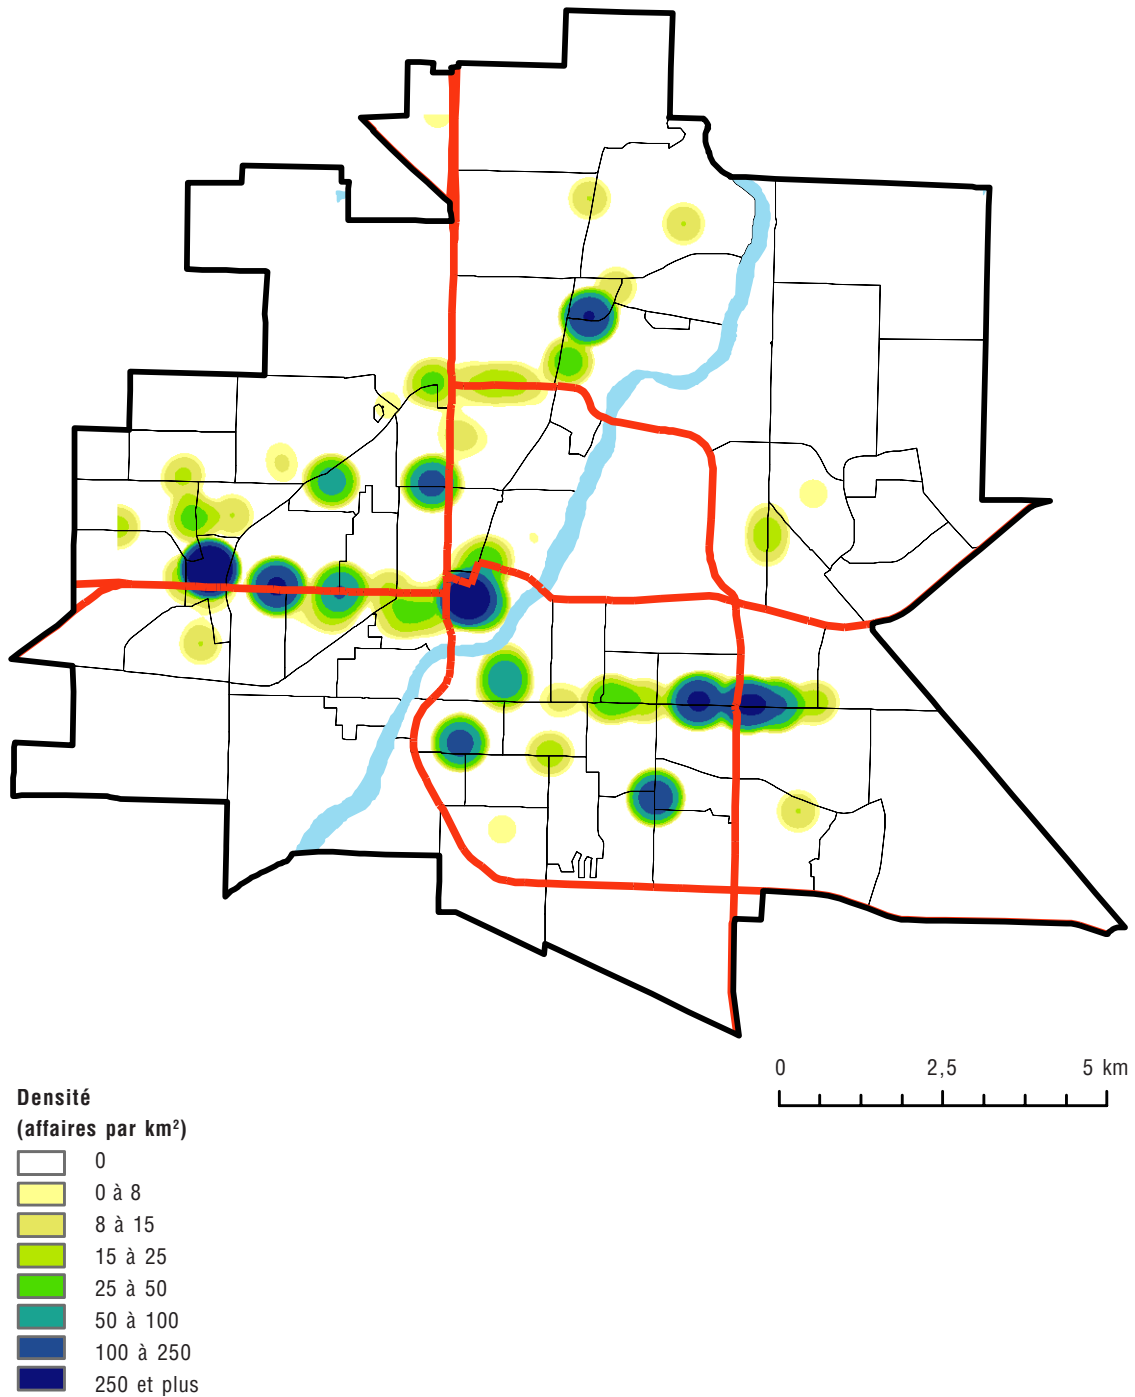 0 2,5 5 km
Densité
(affaires par km²)
0
0 à 8
8 à 15
15 à 25
25 à 50
50 à 100
100 à 250
250 et plus